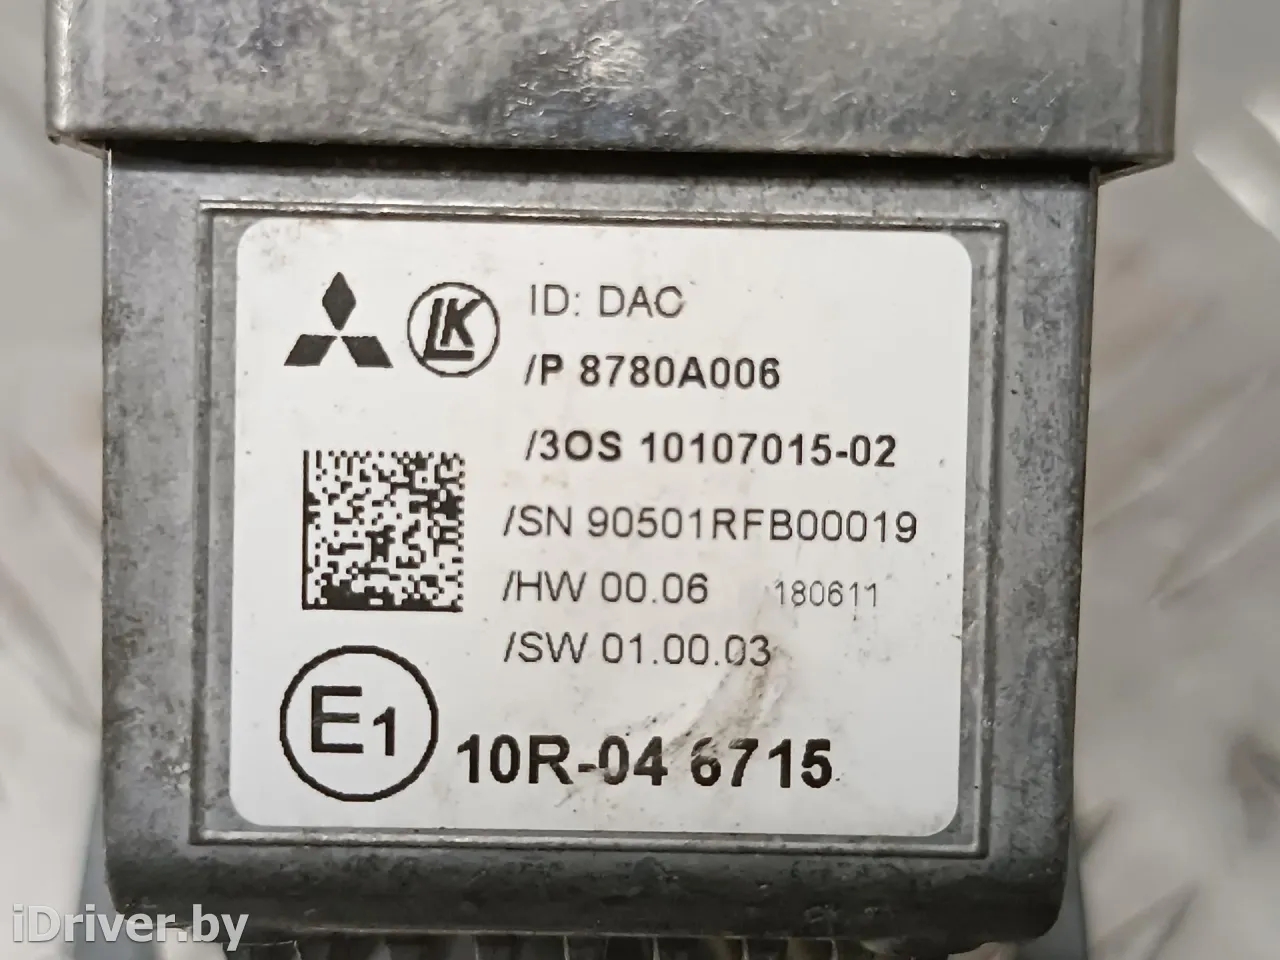 LK
ID: DAC
/P 8780A006
/3OS 10107015-02
/SN 90501RFB00019
/HW 00.06 180611
/SW 01.00.03
E1
10R-04 6715
iDriver.by